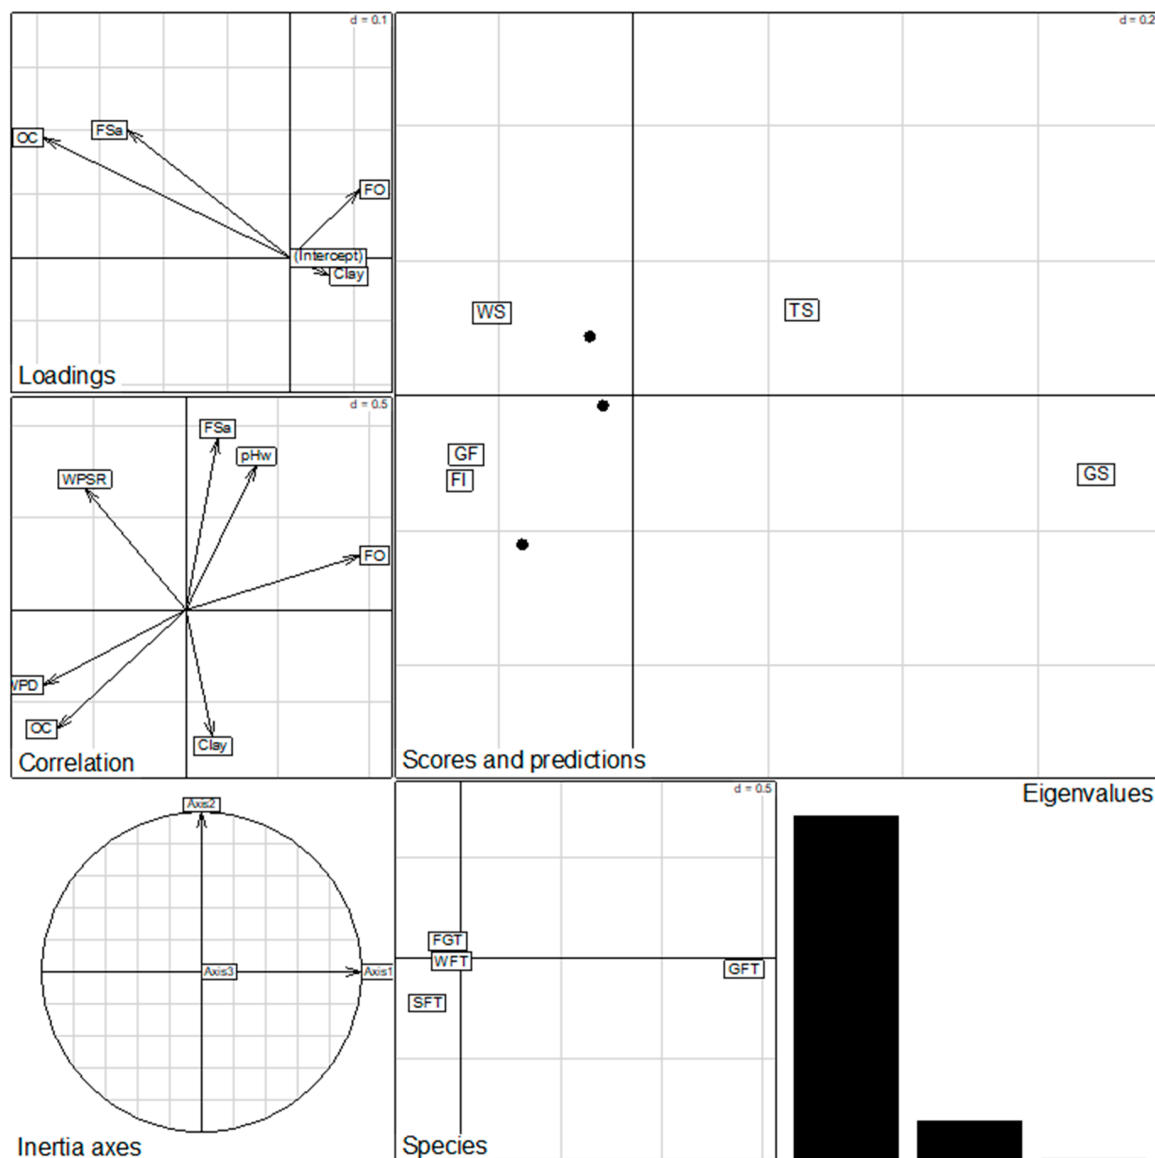 d = 0.1
OC
FSa
FO
(Intercept)
Clay
Loadings
d = 0.2
WS
TS
GF
FI
GS
Scores and predictions
d = 0.5
FSa
pHw
WPSR
FO
OC
Clay
Correlation
Axis2
Axis3
Axis1
Inertia axes
d = 0.5
FGT
WFT
GFT
SFT
Species
Eigenvalues